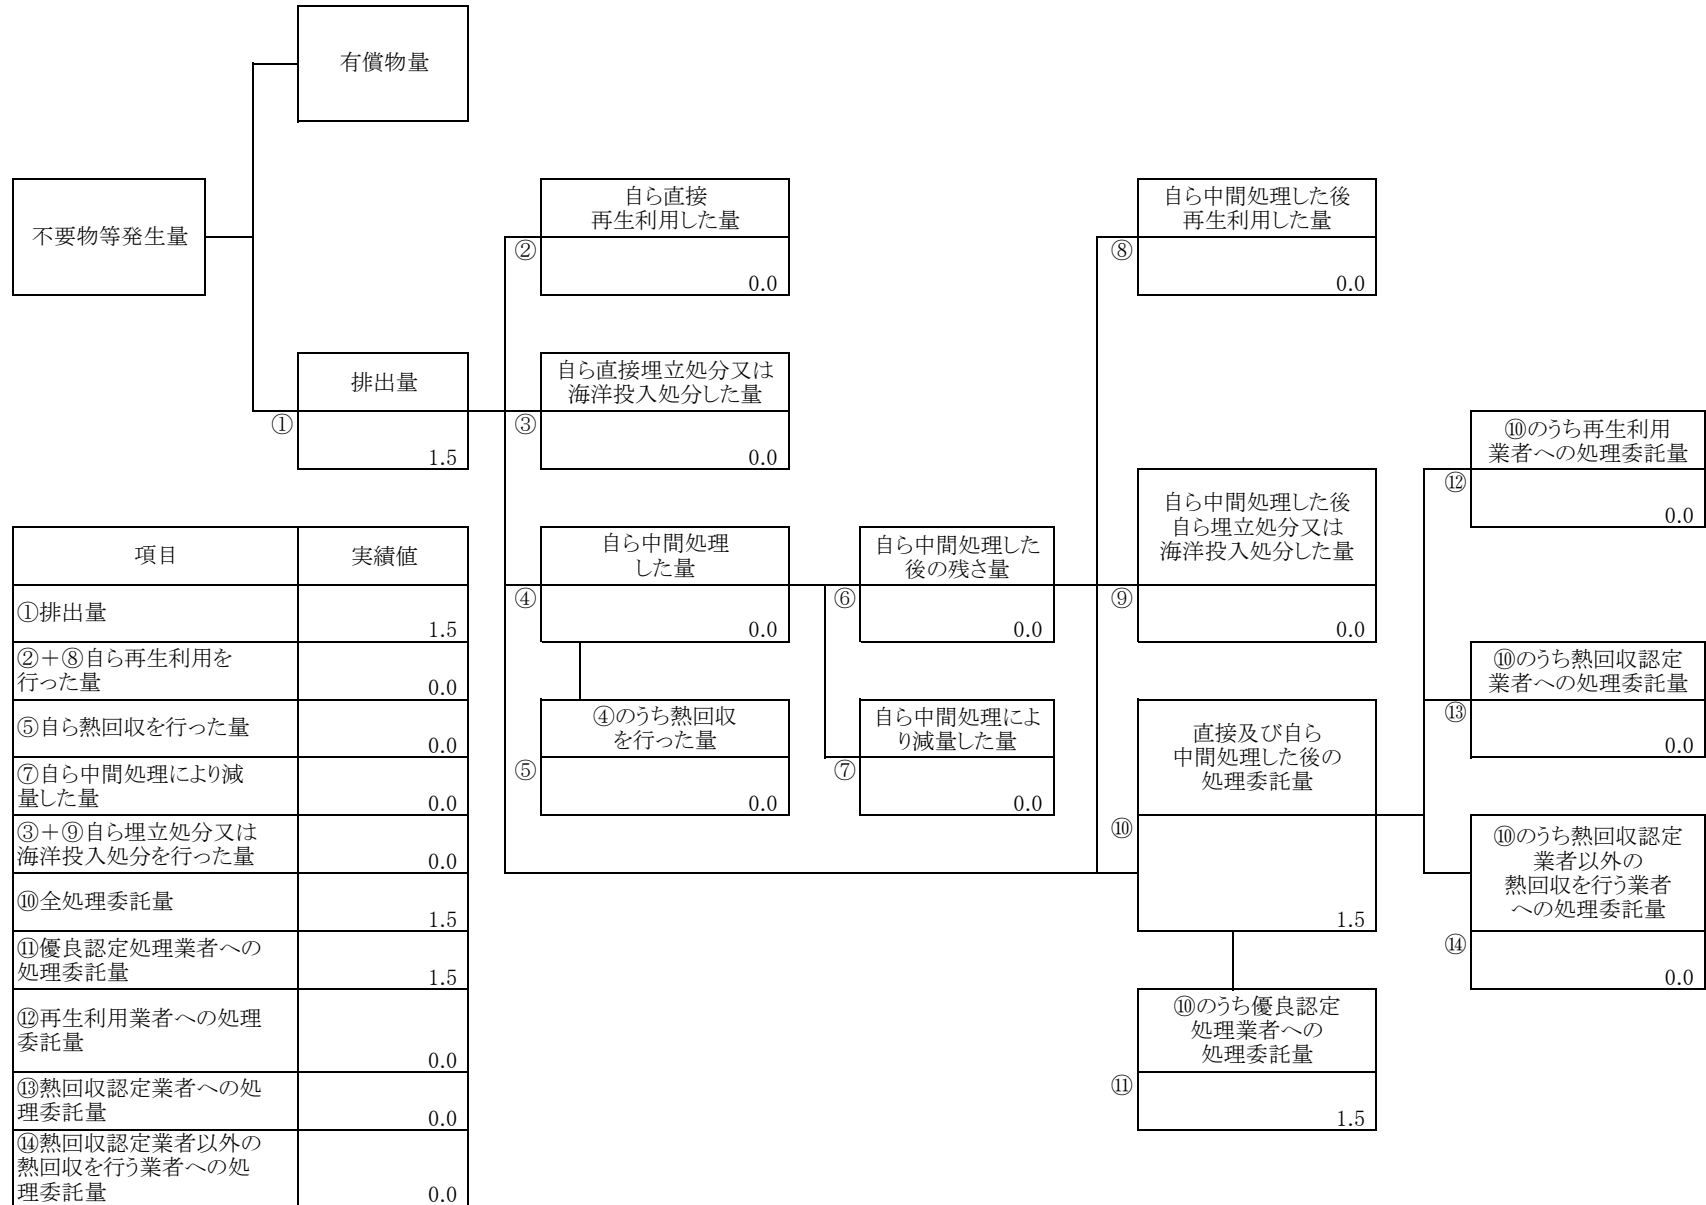 有償物量
不要物等発生量
自ら直接
再生利用した量
②
0.0
自ら中間処理した後
再生利用した量
⑧
0.0
排出量
①
1.5
自ら直接埋立処分又は
海洋投入処分した量
③
0.0
⑩のうち再生利用
業者への処理委託量
⑫
0.0
自ら中間処理
した量
④
0.0
自ら中間処理した
後の残さ量
⑥
0.0
自ら中間処理した後
自ら埋立処分又は
海洋投入処分した量
⑨
0.0
⑩のうち熱回収認定
業者への処理委託量
⑬
0.0
④のうち熱回収
を行った量
⑤
0.0
自ら中間処理によ
り減量した量
⑦
0.0
直接及び自ら
中間処理した後の
処理委託量
⑩
1.5
⑩のうち熱回収認定
業者以外の
熱回収を行う業者
への処理委託量
⑭
0.0
⑩のうち優良認定
処理業者への
処理委託量
⑪
1.5
項目 実績値
①排出量 1.5
②＋⑧自ら再生利用を
行った量 0.0
⑤自ら熱回収を行った量 0.0
⑦自ら中間処理により減
量した量 0.0
③＋⑨自ら埋立処分又は
海洋投入処分を行った量 0.0
⑩全処理委託量 1.5
⑪優良認定処理業者への
処理委託量 1.5
⑫再生利用業者への処理
委託量 0.0
⑬熱回収認定業者への処
理委託量 0.0
⑭熱回収認定業者以外の
熱回収を行う業者への処
理委託量 0.0